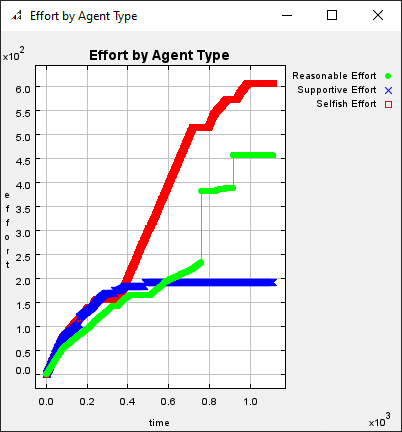 Effort by Agent Type
x10²
Effort by Agent Type
Reasonable Effort
Supportive Effort
Selfish Effort
6.0
5.5
5.0
4.5
4.0
3.5
3.0
2.5
2.0
1.5
1.0
0.5
0.0
effort
0.0 0.2 0.4 0.6 0.8 1.0
time
x10³